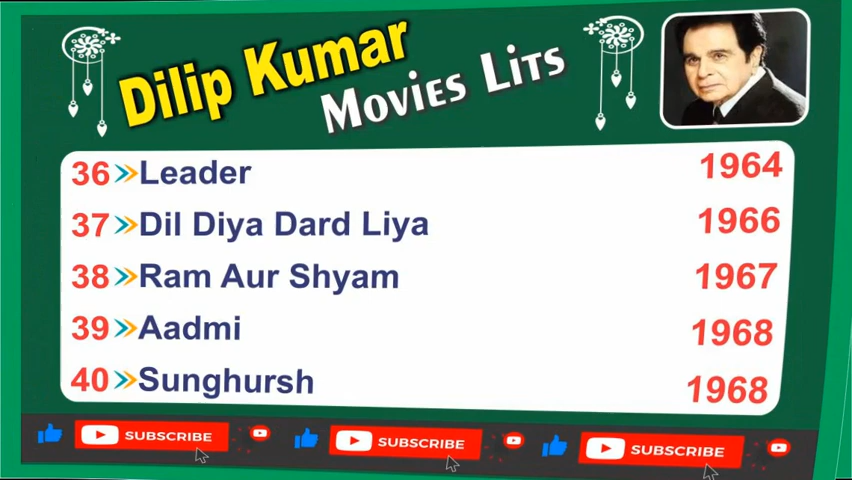 Dilip Kumar
Movies Lits
36 Leader 1964
37 Dil Diya Dard Liya 1966
38 Ram Aur Shyam 1967
39 Aadmi 1968
40 Sunghursh 1968
SUBSCRIBE SUBSCRIBE SUBSCRIBE